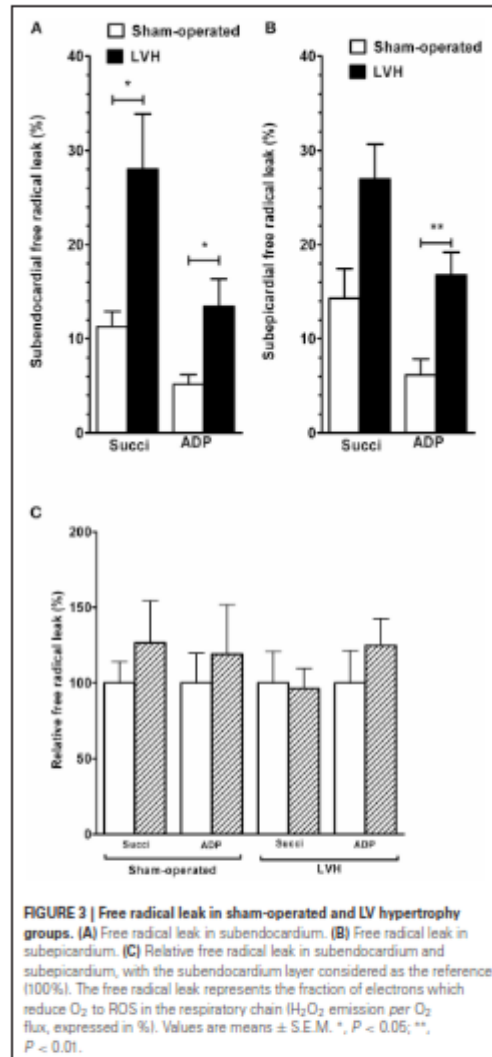 A
Sham-operated
LVH
Subendocardial free radical leak (%)
40
30
20
10
0
*
*
Succi
ADP
B
Sham-operated
LVH
Subepicardial free radical leak (%)
40
30
20
10
0
**
Succi
ADP
C
Relative free radical leak (%)
200
150
100
50
0
Succi
ADP
Succi
ADP
Sham-operated
LVH
FIGURE 3 | Free radical leak in sham-operated and LV hypertrophy
groups. (A) Free radical leak in subendocardium. (B) Free radical leak in
subepicardium. (C) Relative free radical leak in subendocardium and
subepicardium, with the subendocardium layer considered as the reference
(100%). The free radical leak represents the fraction of electrons which
reduce O₂ to ROS in the respiratory chain (H₂O₂ emission per O₂
flux, expressed in %). Values are means ± S.E.M. *, P < 0.05; **,
P < 0.01.